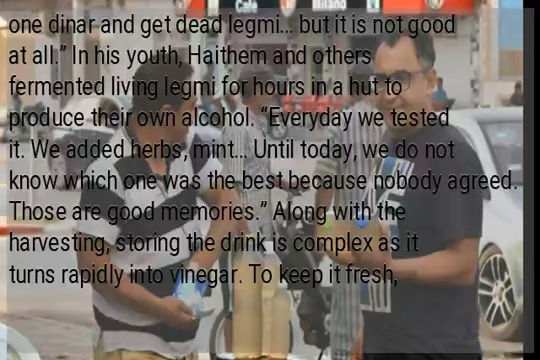 Café
Milano
one dinar and get dead legmi... but it is not good
at all.” In his youth, Haithem and others
fermented living legmi for hours in a hut to
produce their own alcohol. “Everyday we tested
it. We added herbs, mint... Until today, we do not
know which one was the best because nobody agreed.
Those are good memories.” Along with the
harvesting, storing the drink is complex as it
turns rapidly into vinegar. To keep it fresh,